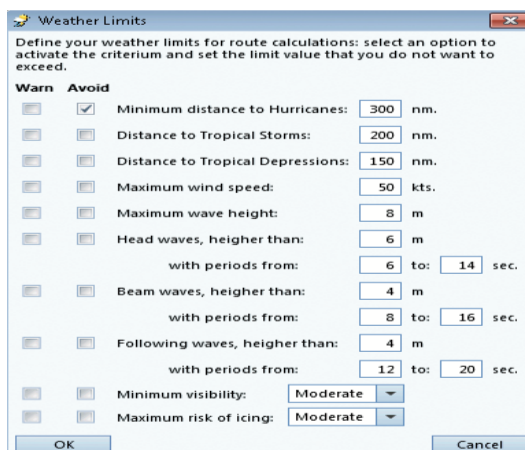 Weather Limits
Define your weather limits for route calculations: select an option to
activate the criterium and set the limit value that you do not want to
exceed.
Warn Avoid
Minimum distance to Hurricanes: 300 nm.
Distance to Tropical Storms: 200 nm.
Distance to Tropical Depressions: 150 nm.
Maximum wind speed: 50 kts.
Maximum wave height: 8 m
Head waves, heigher than: 6 m
with periods from: 6 to: 14 sec.
Beam waves, heigher than: 4 m
with periods from: 8 to: 16 sec.
Following waves, heigher than: 4 m
with periods from: 12 to: 20 sec.
Minimum visibility: Moderate
Maximum risk of icing: Moderate
OK Cancel